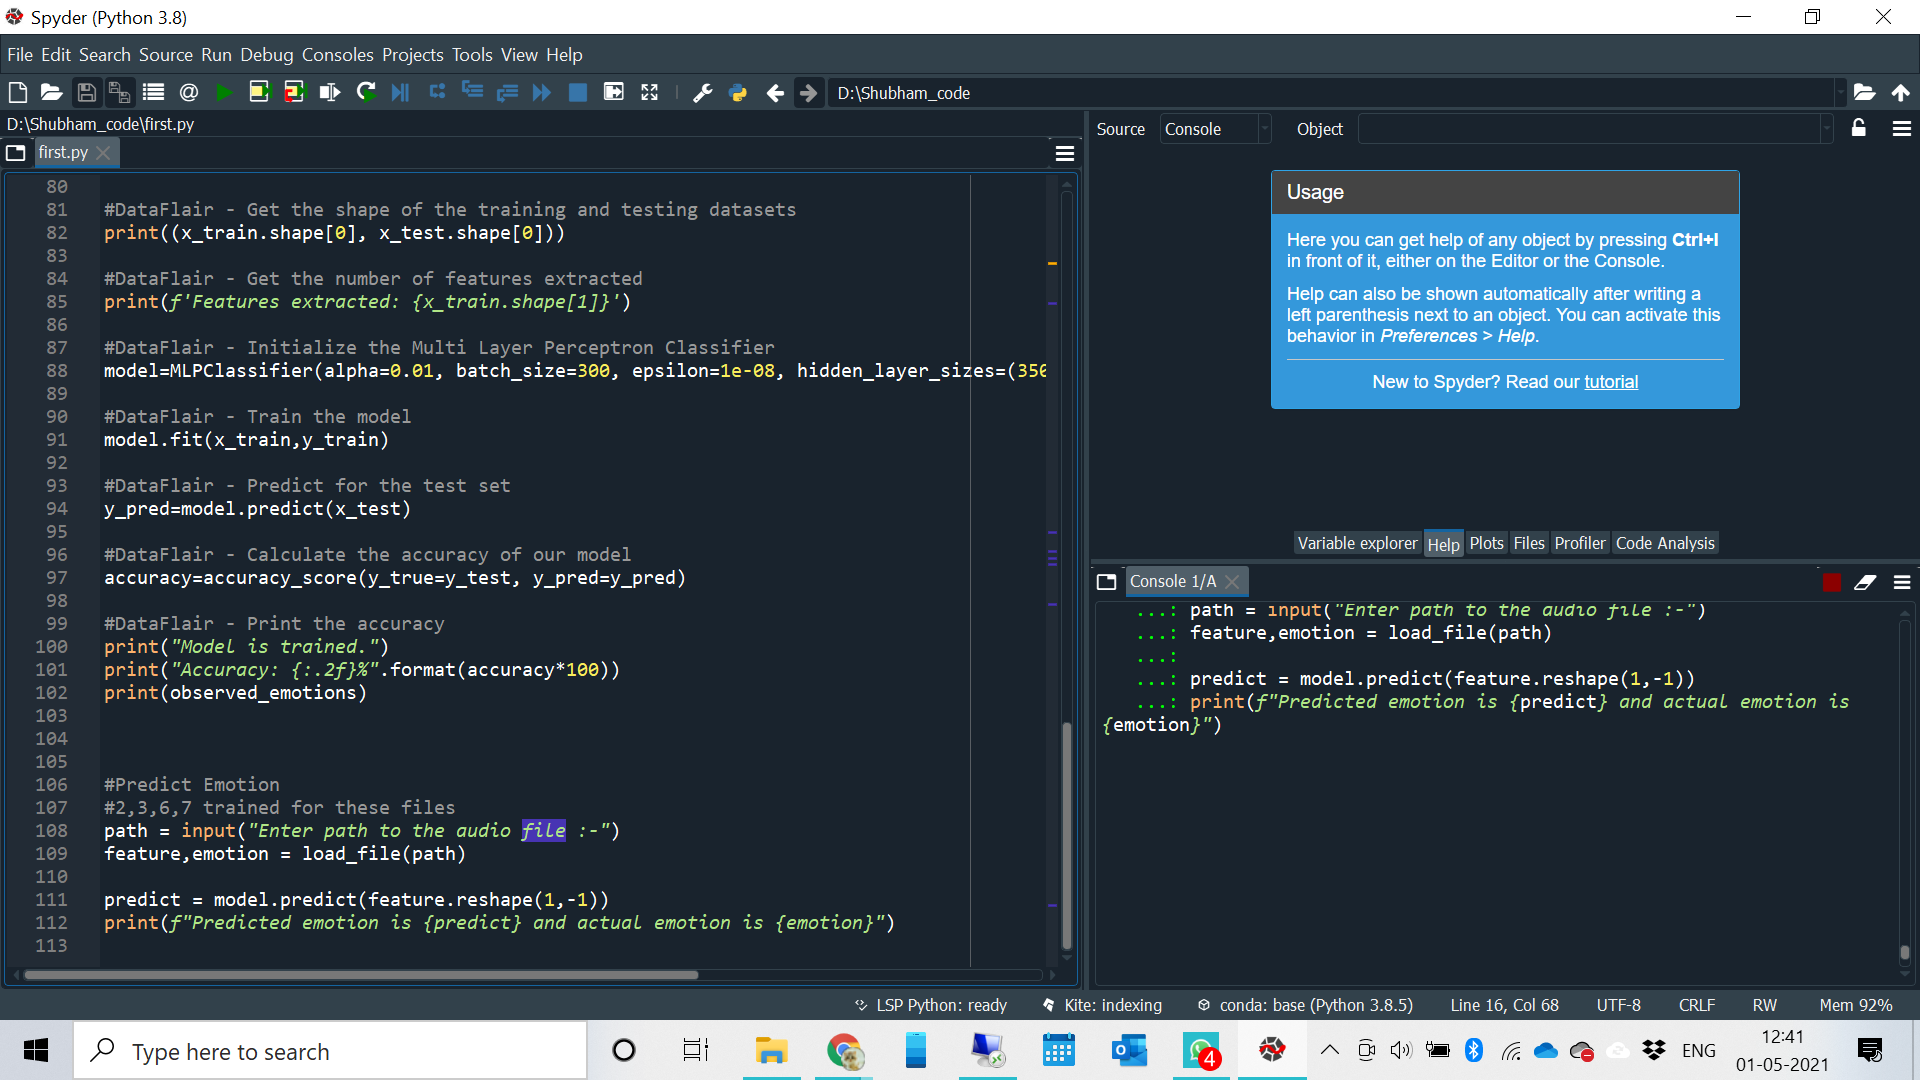 Spyder (Python 3.8)
File Edit Search Source Run Debug Consoles Projects Tools View Help
D:\Shubham_code
D:\Shubham_code\first.py
first.py
80
81 #DataFlair - Get the shape of the training and testing datasets
82 print((x_train.shape[0], x_test.shape[0]))
83
84 #DataFlair - Get the number of features extracted
85 print(f'Features extracted: {x_train.shape[1]}')
86
87 #DataFlair - Initialize the Multi Layer Perceptron Classifier
88 model=MLPClassifier(alpha=0.01, batch_size=300, epsilon=1e-08, hidden_layer_sizes=(350
89
90 #DataFlair - Train the model
91 model.fit(x_train,y_train)
92
93 #DataFlair - Predict for the test set
94 y_pred=model.predict(x_test)
95
96 #DataFlair - Calculate the accuracy of our model
97 accuracy=accuracy_score(y_true=y_test, y_pred=y_pred)
98
99 #DataFlair - Print the accuracy
100 print("Model is trained.")
101 print("Accuracy: {:.2f}%".format(accuracy*100))
102 print(observed_emotions)
103
104
105
106 #Predict Emotion
107 #2,3,6,7 trained for these files
108 path = input("Enter path to the audio file :-")
109 feature,emotion = load_file(path)
110
111 predict = model.predict(feature.reshape(1,-1))
112 print(f"Predicted emotion is {predict} and actual emotion is {emotion}")
113
Source Console Object
Usage
Here you can get help of any object by pressing Ctrl+I
in front of it, either on the Editor or the Console.
Help can also be shown automatically after writing a
left parenthesis next to an object. You can activate this
behavior in Preferences > Help.
New to Spyder? Read our tutorial
Variable explorer Help Plots Files Profiler Code Analysis
Console 1/A
...: path = input("Enter path to the audio file :-")
...: feature,emotion = load_file(path)
...:
...: predict = model.predict(feature.reshape(1,-1))
...: print(f"Predicted emotion is {predict} and actual emotion is
{emotion}")
LSP Python: ready Kite: indexing conda: base (Python 3.8.5) Line 16, Col 68 UTF-8 CRLF RW Mem 92%
Type here to search
4
ENG
12:41
01-05-2021